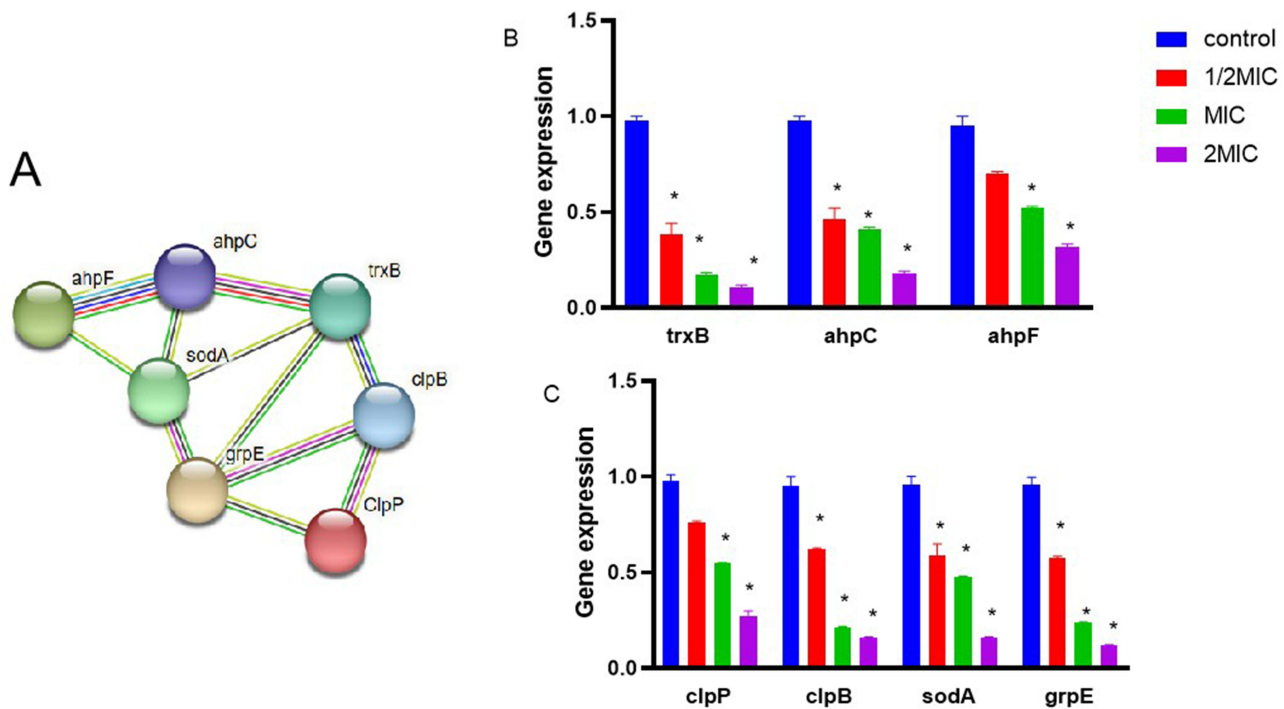 A
ahpC
ahpF
trxB
sodA
clpB
grpE
ClpP
B
1.5
1.0
0.5
0.0
Gene expression
* * *
* * *
* *
trxB ahpC ahpF
control
1/2MIC
MIC
2MIC
C
1.5
1.0
0.5
0.0
Gene expression
* *
* * *
* * *
* * *
clpP clpB sodA grpE